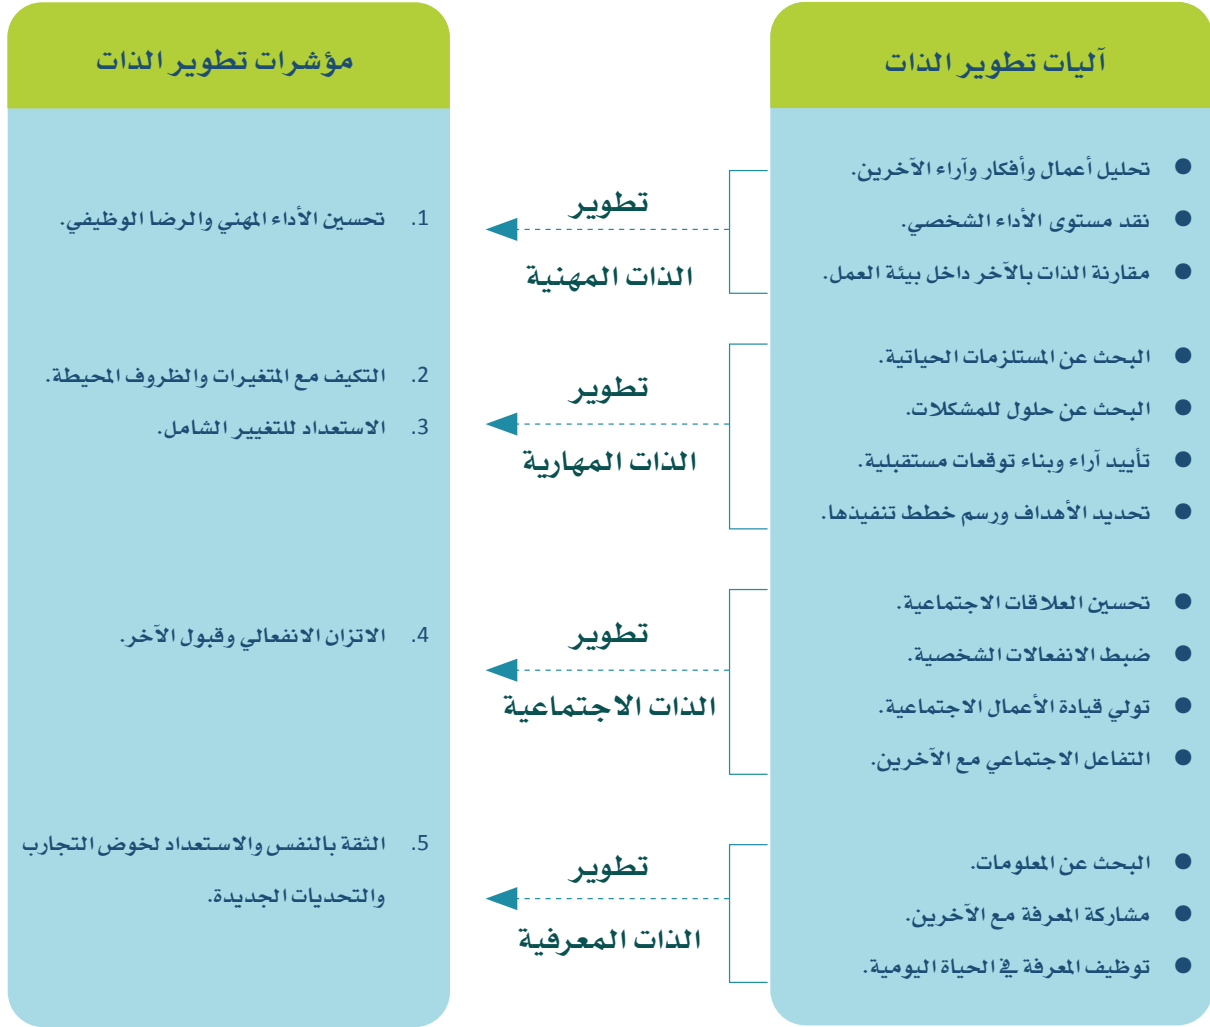 آليات تطوير الذات
● تحليل أعمال وأفكار وآراء الآخرين.
● نقد مستوى الأداء الشخصي.
● مقارنة الذات بالآخر داخل بيئة العمل.
● البحث عن المستلزمات الحياتية.
● البحث عن حلول للمشكلات.
● تأييد آراء وبناء توقعات مستقبلية.
● تحديد الأهداف ورسم خطط تنفيذها.
● تحسين العلاقات الاجتماعية.
● ضبط الانفعالات الشخصية.
● تولي قيادة الأعمال الاجتماعية.
● التفاعل الاجتماعي مع الآخرين.
● البحث عن المعلومات.
● مشاركة المعرفة مع الآخرين.
● توظيف المعرفة في الحياة اليومية.
تطوير
الذات المهنية
تطوير
الذات المهارية
تطوير
الذات الاجتماعية
تطوير
الذات المعرفية
مؤشرات تطوير الذات
1. تحسين الأداء المهني والرضا الوظيفي.
2. التكيف مع المتغيرات والظروف المحيطة.
3. الاستعداد للتغيير الشامل.
4. الاتزان الانفعالي وقبول الآخر.
5. الثقة بالنفس والاستعداد لخوض التجارب
والتحديات الجديدة.